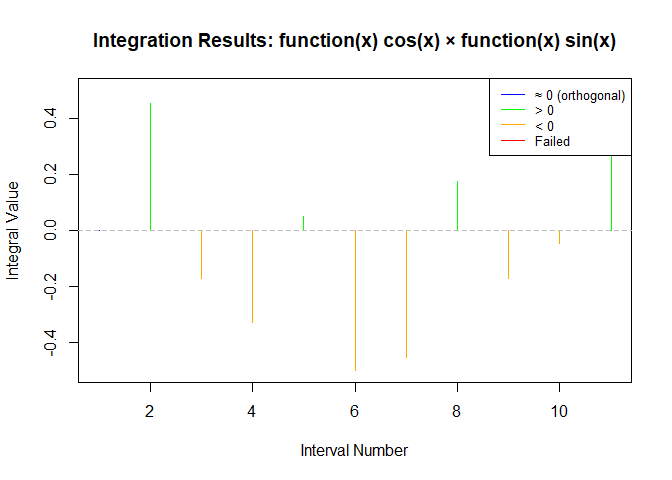 Integration Results: function(x) cos(x) × function(x) sin(x)
≈ 0 (orthogonal)
> 0
< 0
Failed
Integral Value
0.4
0.2
0.0
-0.2
-0.4
2 4 6 8 10
Interval Number